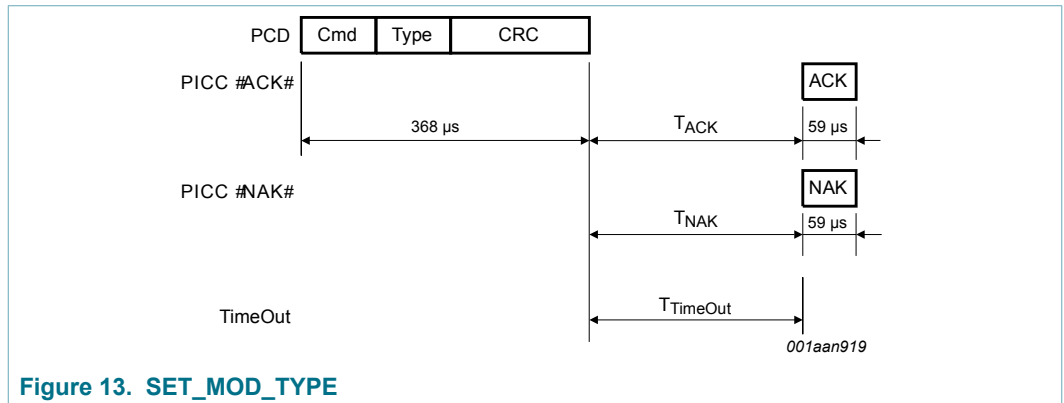 PCD Cmd Type CRC
PICC #ACK# ACK
368 µs TACK 59 µs
PICC #NAK# NAK
TNAK 59 µs
TimeOut TTimeOut
001aan919
Figure 13. SET_MOD_TYPE